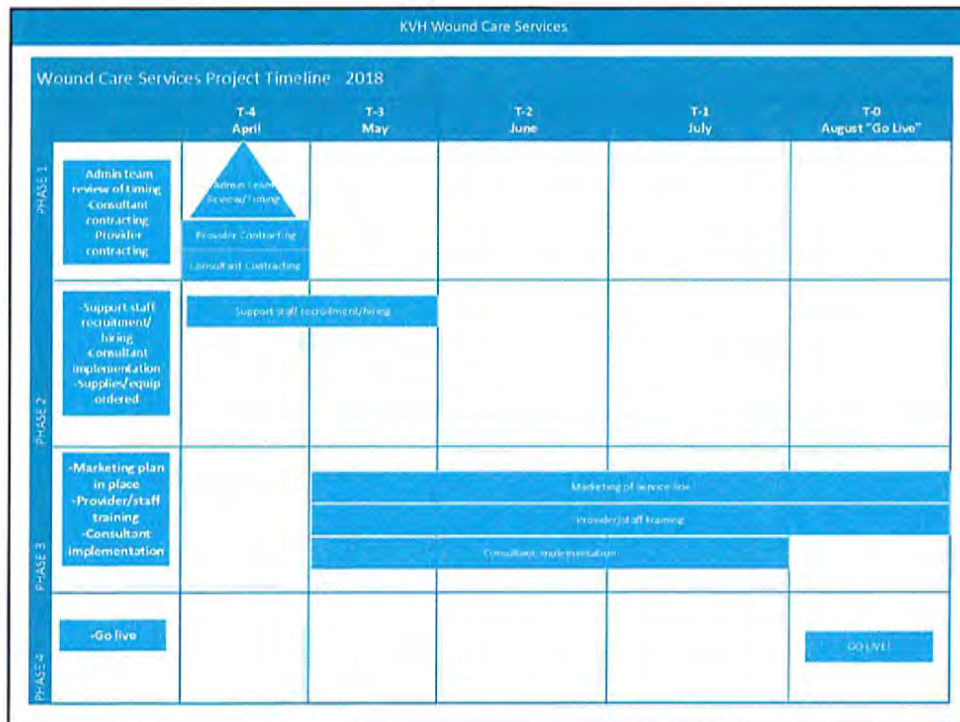 KVH Wound Care Services
Wound Care Services Project Timeline 2018
T-4
April
T-3
May
T-2
June
T-1
July
T-0
August "Go Live"
PHASE 1
Admin team
review of timing
-Consultant
contracting
Provider
contracting
Admin Team
Review/Timing
Provider Contracting
Consultant Contracting
PHASE 2
-Support staff
recruitment/
hiring
-Consultant
implementation
-Supplies/equip
ordered
Support staff recruitment/hiring
PHASE 3
-Marketing plan
in place
-Provider/staff
training
-Consultant
implementation
Marketing of service line
Provider/staff training
Consultant implementation
PHASE 4
-Go live
GO LIVE!